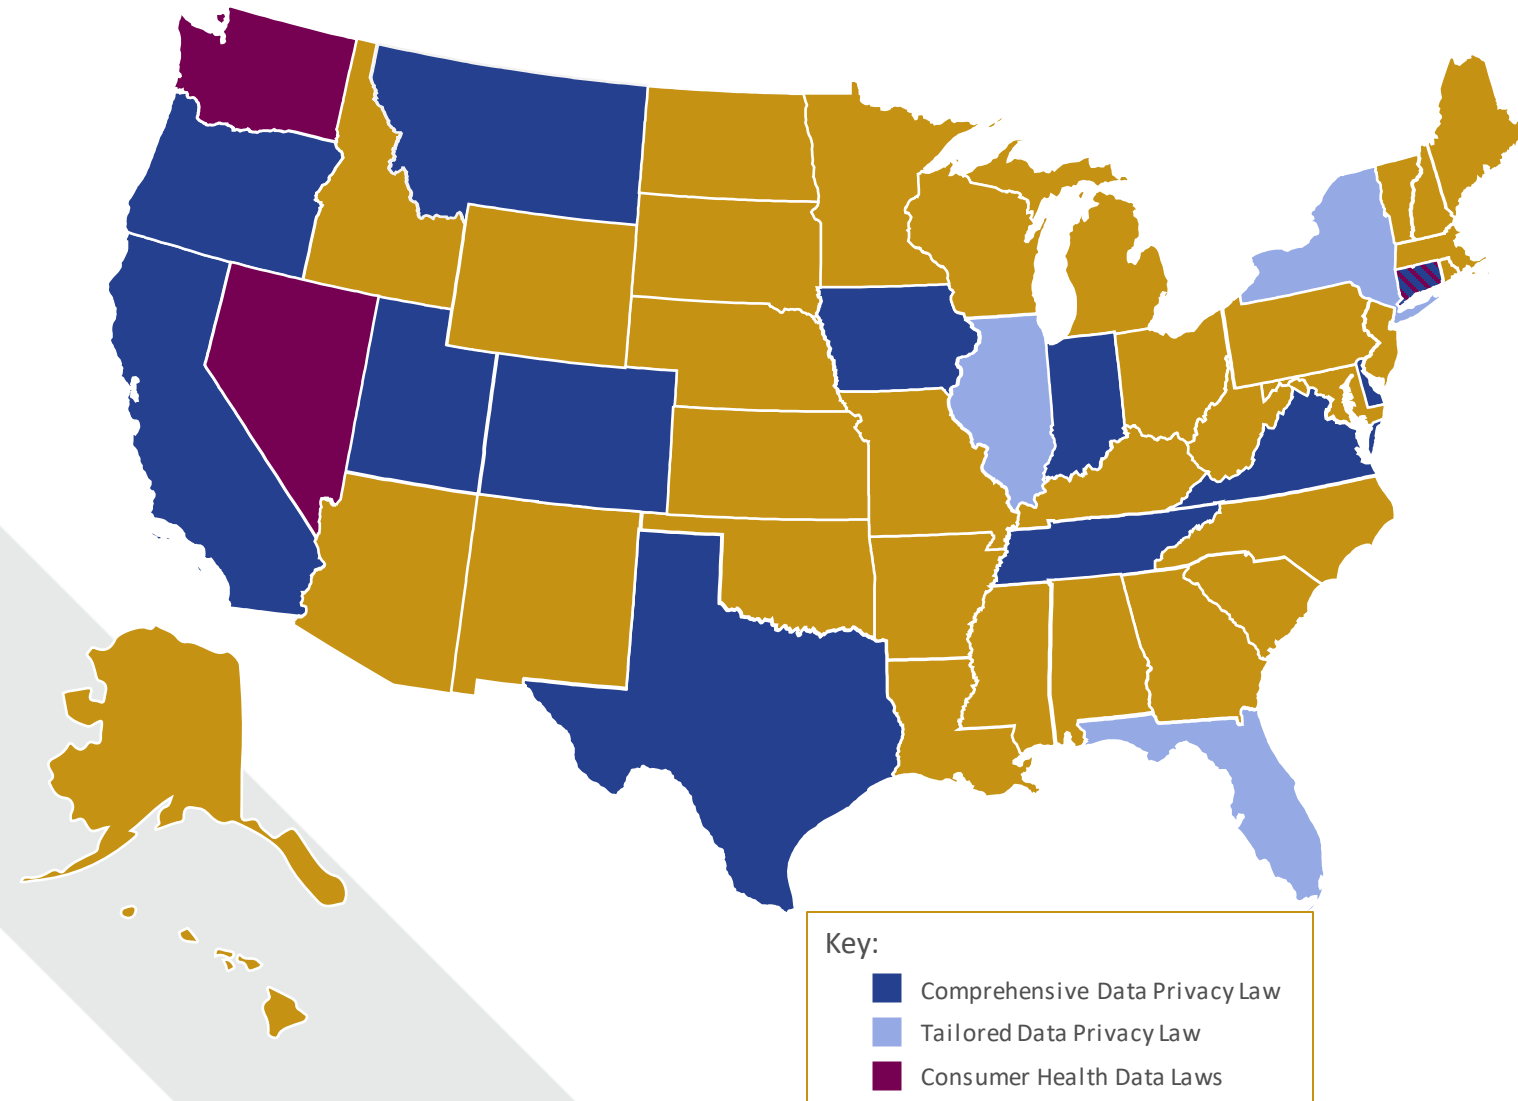 Key:
Comprehensive Data Privacy Law
Tailored Data Privacy Law
Consumer Health Data Laws